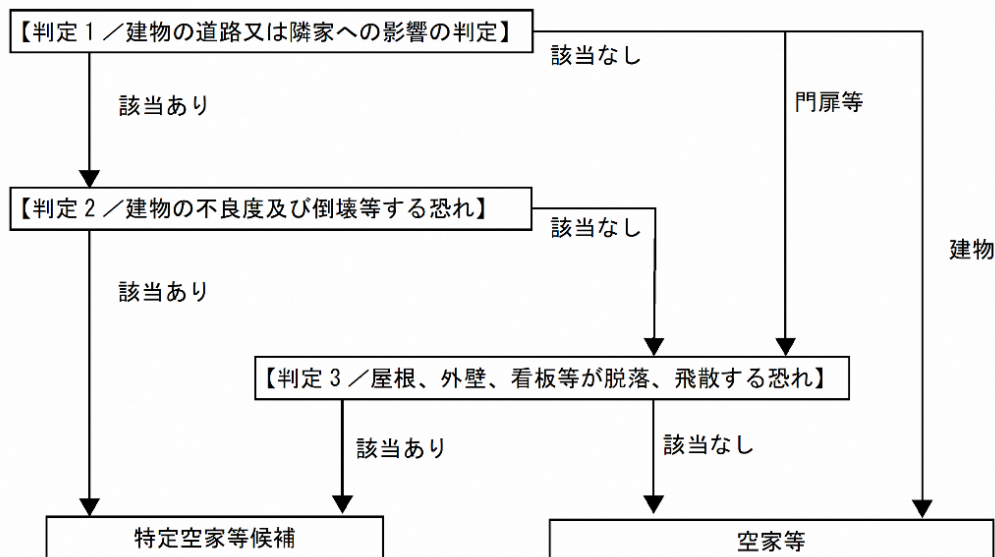 【判定１／建物の道路又は隣家への影響の判定】
該当なし
該当あり
門扉等
【判定２／建物の不良度及び倒壊等する恐れ】
該当なし
建物
該当あり
【判定３／屋根、外壁、看板等が脱落、飛散する恐れ】
該当あり
該当なし
特定空家等候補
空家等